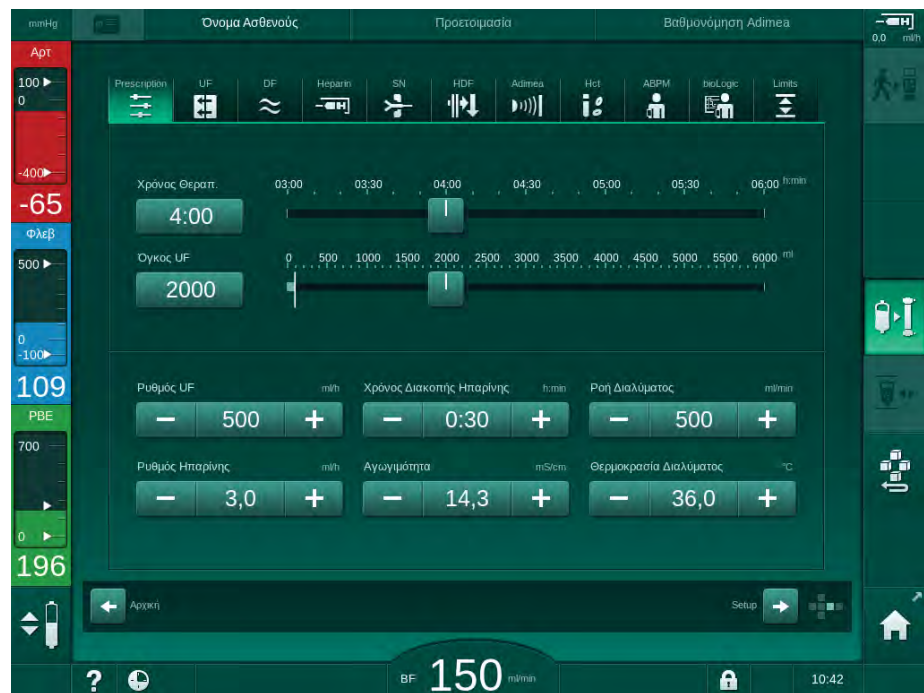 mmHg
Όνομα Ασθενούς
Προετοιμασία
Βαθμονόμηση Adimea
0,0 ml/h
Αρτ
100
0
-400
-65
Φλεβ
500
0
-100
109
PBE
700
0
196
Prescription UF DF Heparin SN HDF Adimea Hct ABPM bioLogic Limits
Χρόνος Θεραπ.
03:00 03:30 04:00 04:30 05:00 05:30 06:00 h:min
4:00
Όγκος UF
0 500 1000 1500 2000 2500 3000 3500 4000 4500 5000 5500 6000 ml
2000
Ρυθμός UF ml/h Χρόνος Διακοπής Ηπαρίνης h:min Ροή Διαλύματος ml/min
− 500 + − 0:30 + − 500 +
Ρυθμός Ηπαρίνης ml/h Αγωγιμότητα mS/cm Θερμοκρασία Διαλύματος °C
− 3,0 + − 14,3 + − 36,0 +
Αρχική
Setup
? BF 150 ml/min 10:42